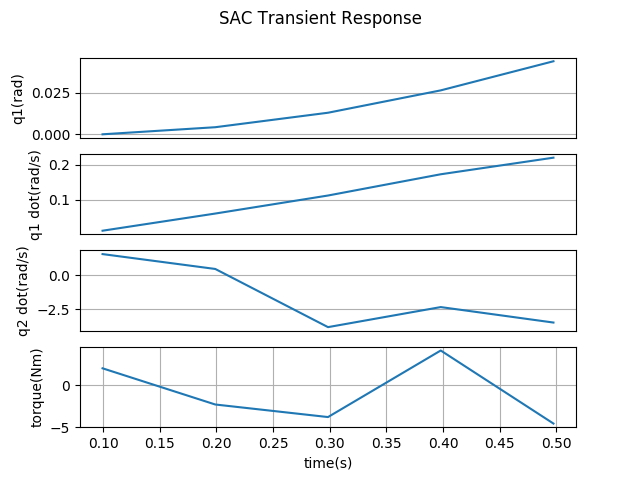 SAC Transient Response
q1(rad)
0.025
0.000
q1 dot(rad/s)
0.2
0.1
q2 dot(rad/s)
0.0
−2.5
torque(Nm)
0
−5
0.10 0.15 0.20 0.25 0.30 0.35 0.40 0.45 0.50
time(s)